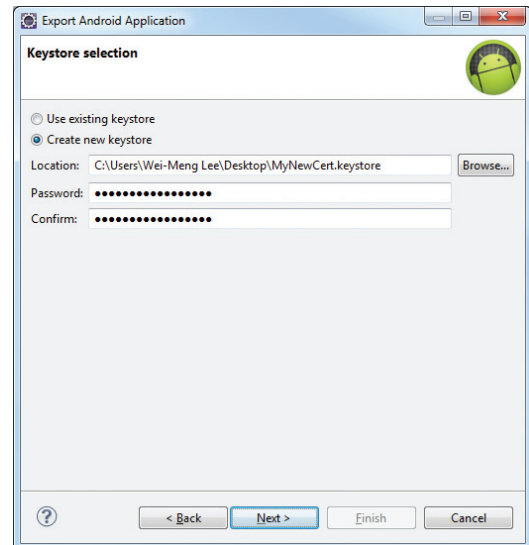 Export Android Application
Keystore selection
Use existing keystore
Create new keystore
Location: C:\Users\Wei-Meng Lee\Desktop\MyNewCert.keystore Browse...
Password: •••••••••••••••••
Confirm: •••••••••••••••••
? < Back Next > Finish Cancel